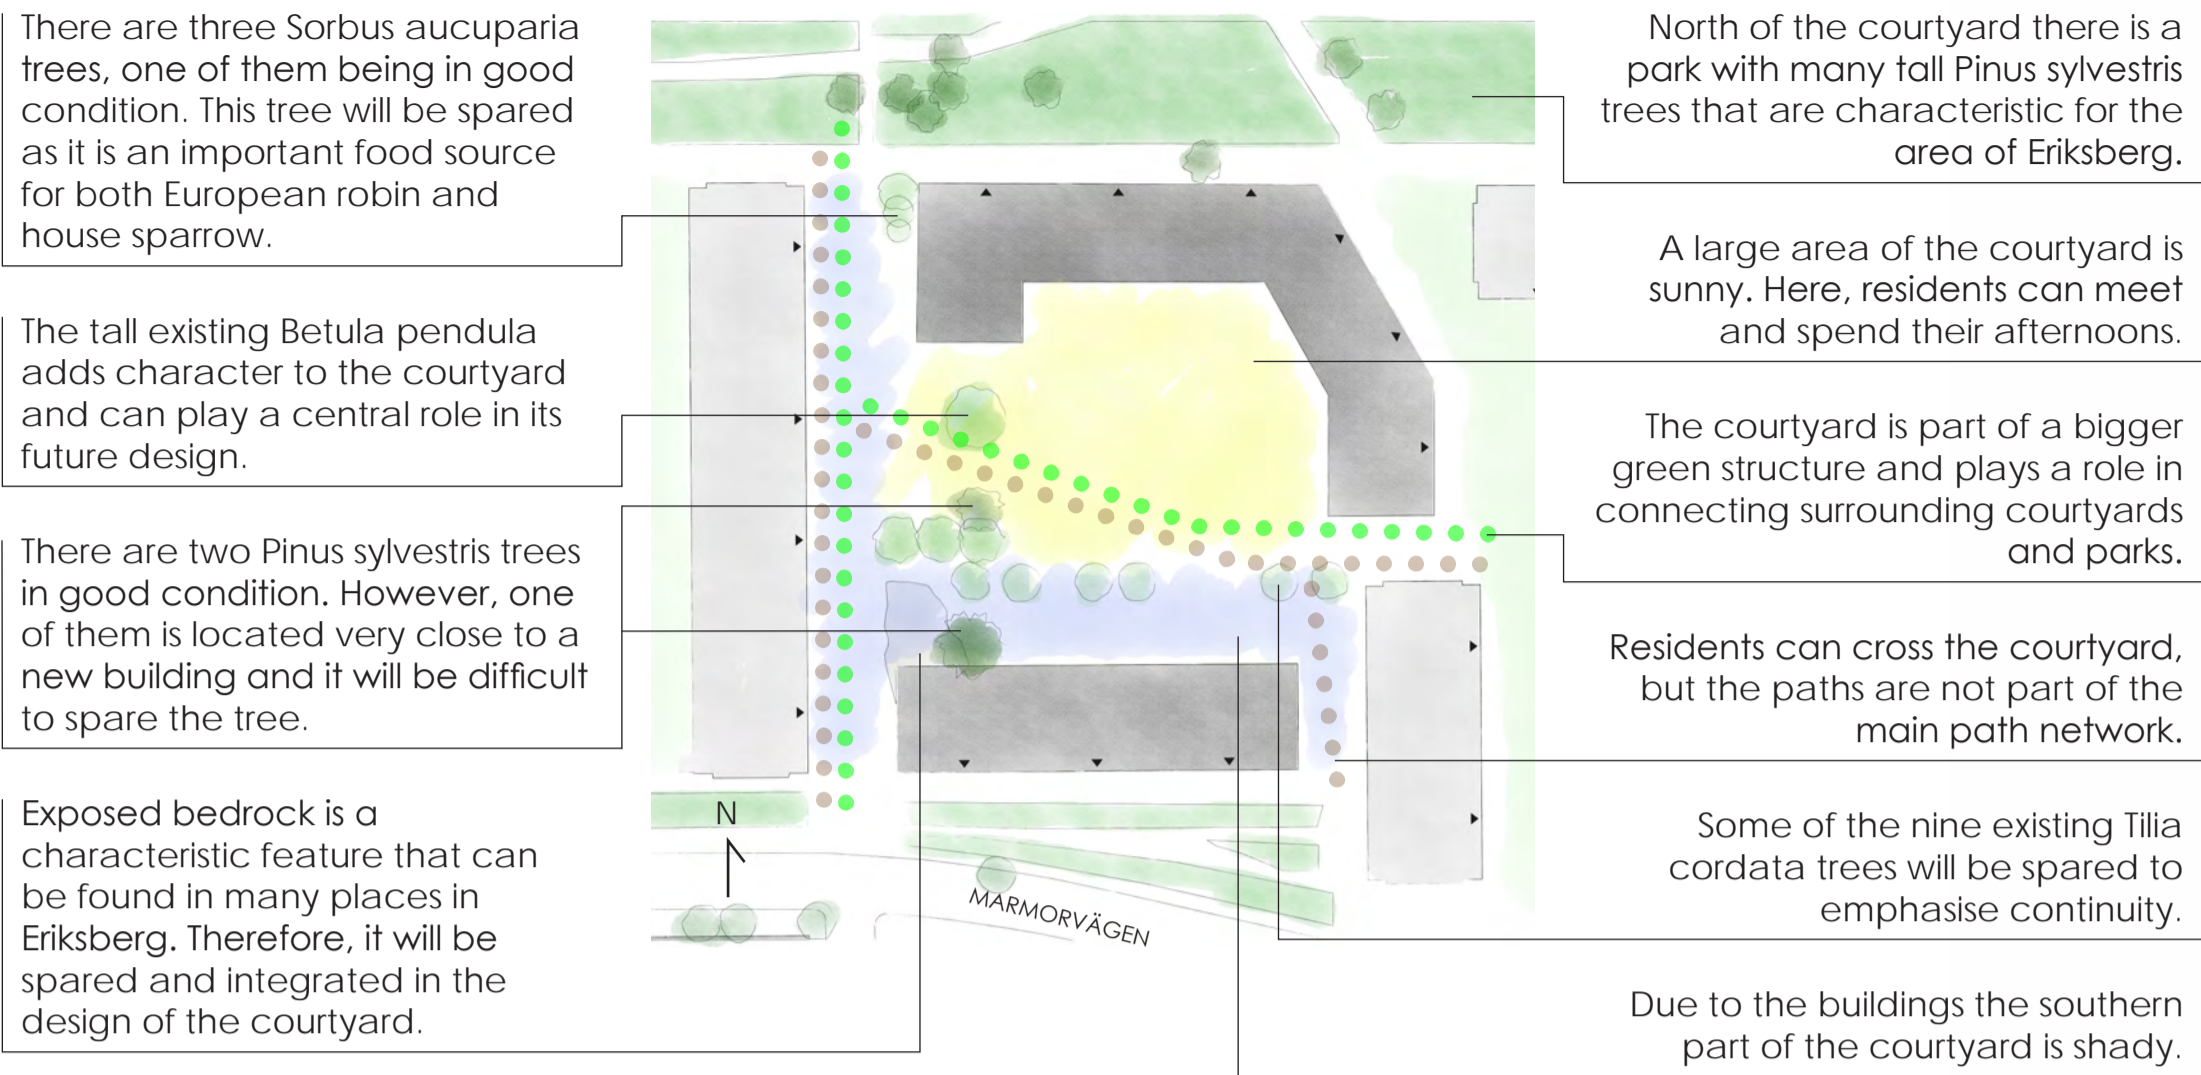 There are three Sorbus aucuparia
trees, one of them being in good
condition. This tree will be spared
as it is an important food source
for both European robin and
house sparrow.
The tall existing Betula pendula
adds character to the courtyard
and can play a central role in its
future design.
There are two Pinus sylvestris trees
in good condition. However, one
of them is located very close to a
new building and it will be difficult
to spare the tree.
Exposed bedrock is a
characteristic feature that can
be found in many places in
Eriksberg. Therefore, it will be
spared and integrated in the
design of the courtyard.
N
MARMORVÄGEN
North of the courtyard there is a
park with many tall Pinus sylvestris
trees that are characteristic for the
area of Eriksberg.
A large area of the courtyard is
sunny. Here, residents can meet
and spend their afternoons.
The courtyard is part of a bigger
green structure and plays a role in
connecting surrounding courtyards
and parks.
Residents can cross the courtyard,
but the paths are not part of the
main path network.
Some of the nine existing Tilia
cordata trees will be spared to
emphasise continuity.
Due to the buildings the southern
part of the courtyard is shady.